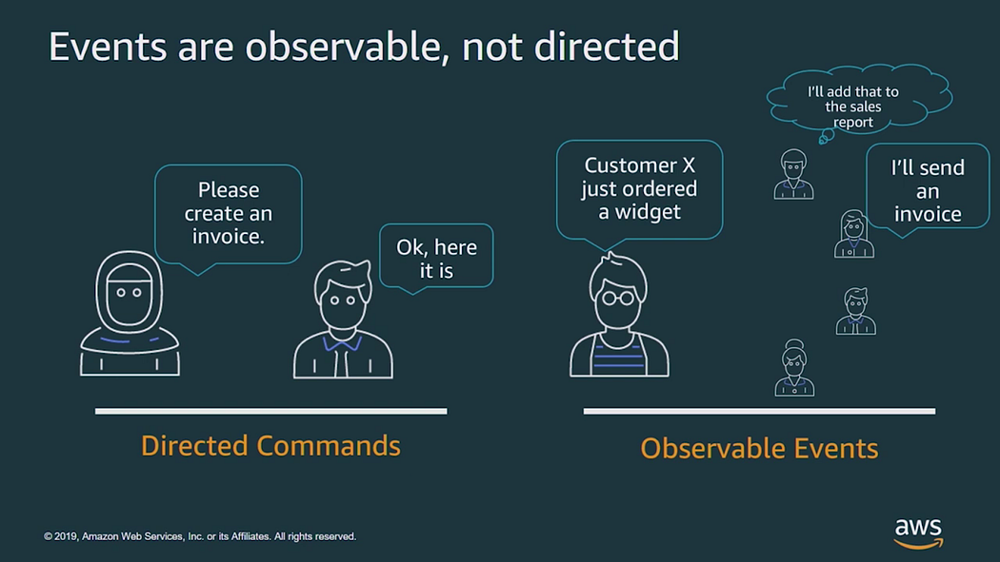 Events are observable, not directed
Please
create an
invoice.
Ok, here
it is
Directed Commands
Customer X
just ordered
a widget
I'll add that to
the sales
report
I'll send
an
invoice
Observable Events
© 2019, Amazon Web Services, Inc. or its Affiliates. All rights reserved.
aws